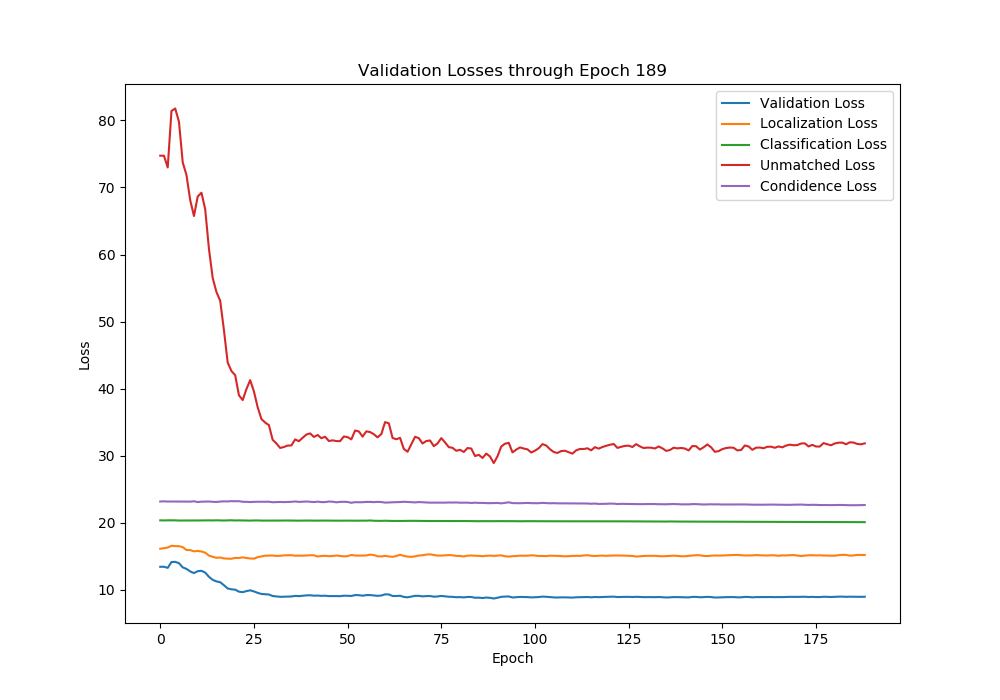 Validation Losses through Epoch 189
Validation Loss
Localization Loss
Classification Loss
Unmatched Loss
Condidence Loss
Loss
80
70
60
50
40
30
20
10
0 25 50 75 100 125 150 175
Epoch